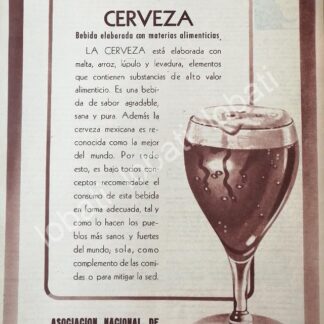 CERVEZA
Bebida elaborada con materias alimenticias.
LA CERVEZA está elaborada con
malta, arroz, lúpulo y levadura, elementos
que contienen substancias de alto valor
alimenticio. Es una bebi-
da de sabor agradable,
sana y pura. Además la
cerveza mexicana es re-
conocida como la mejor
del mundo. Por todo
esto, es bajo todos con-
ceptos recomendable el
consumo de esta bebida
en forma adecuada, tal y
como lo hacen los pue-
blos más sanos y fuertes
del mundo; sola, como
complemento de las comi-
das o para mitigar la sed.
ASOCIACION NACIONAL DE